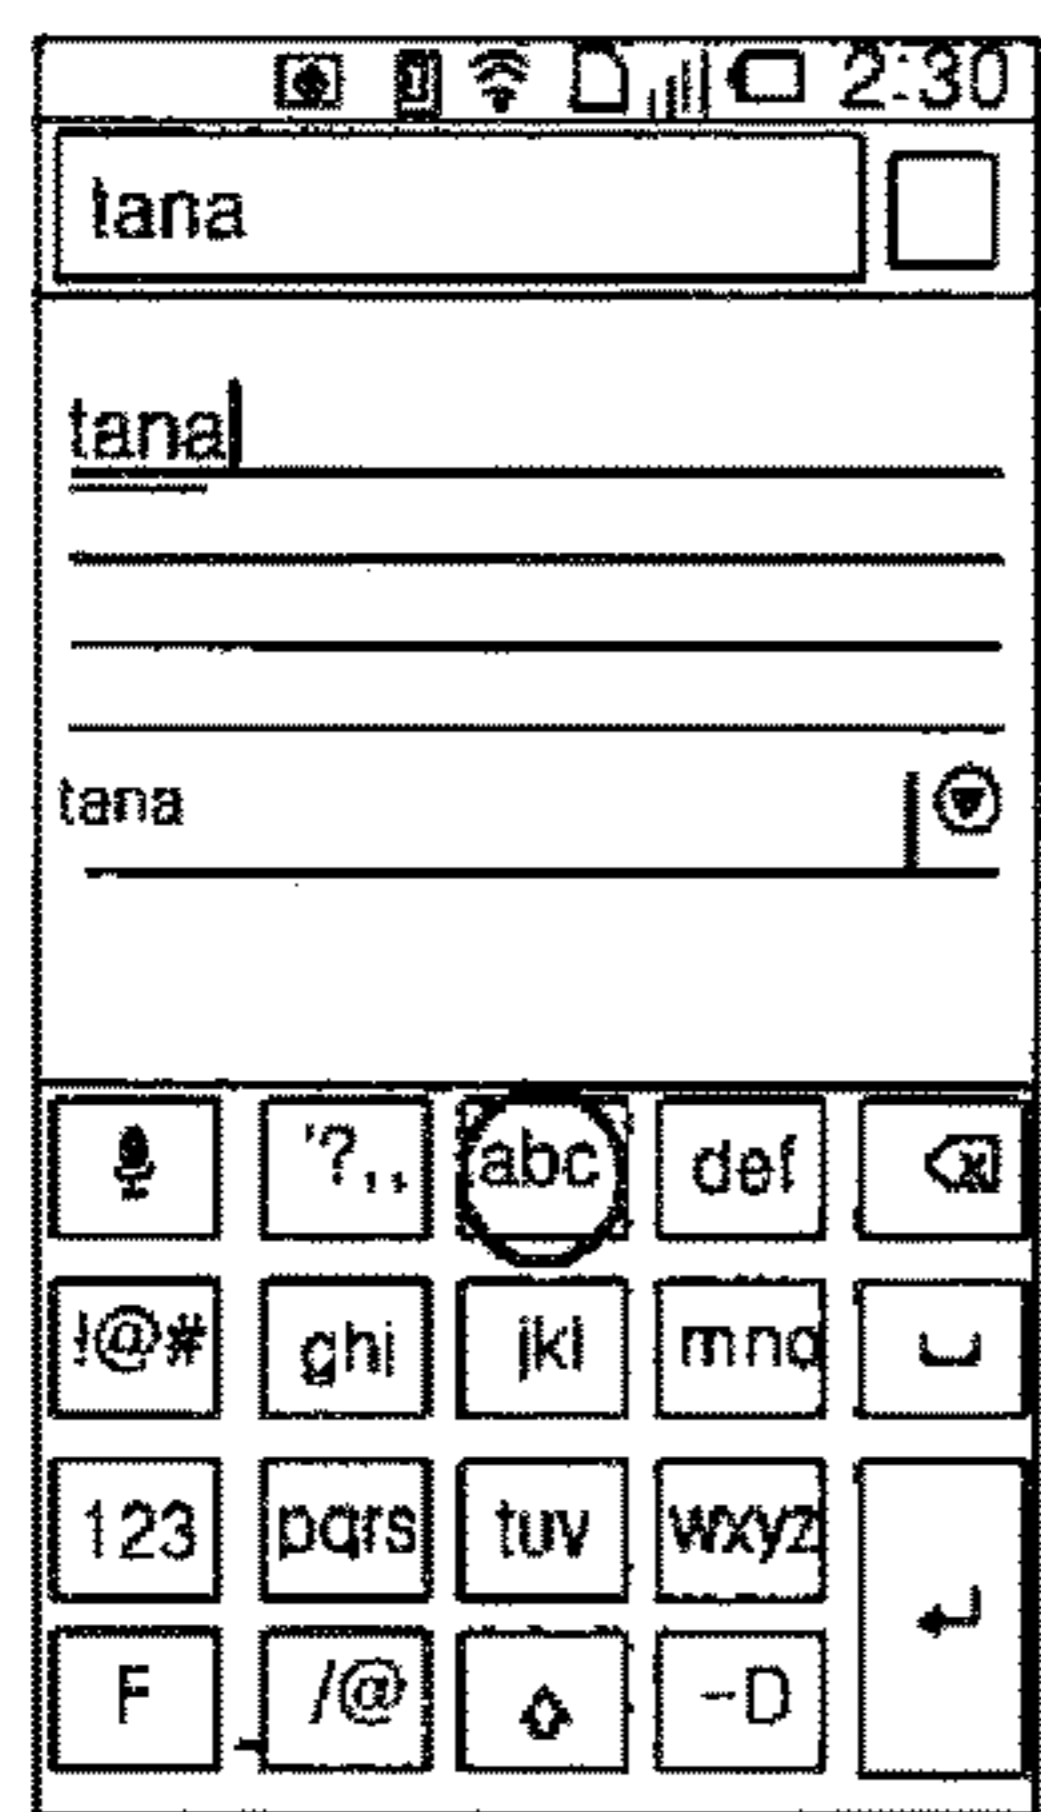 2:30
tana
tana
tana
'?,, abc def
!@# ghi jkl mno
123 pqrs tuv wxyz
F /@ -D